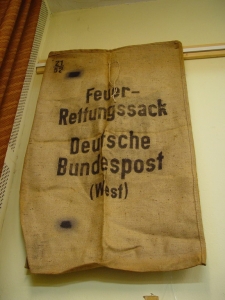 Feuer-
Rettungssack
Deutsche
Bundespost
(West)